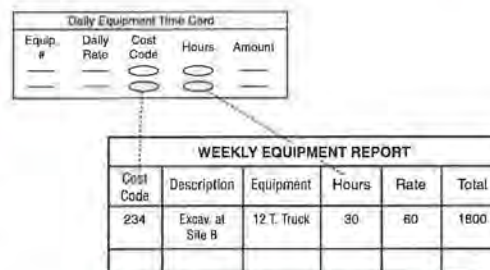 Daily Equipment Time Card
Equip. # Daily Rate Cost Code Hours Amount
WEEKLY EQUIPMENT REPORT
Cost Code Description Equipment Hours Rate Total
234 Excav. at Site B 12 T. Truck 30 60 1800